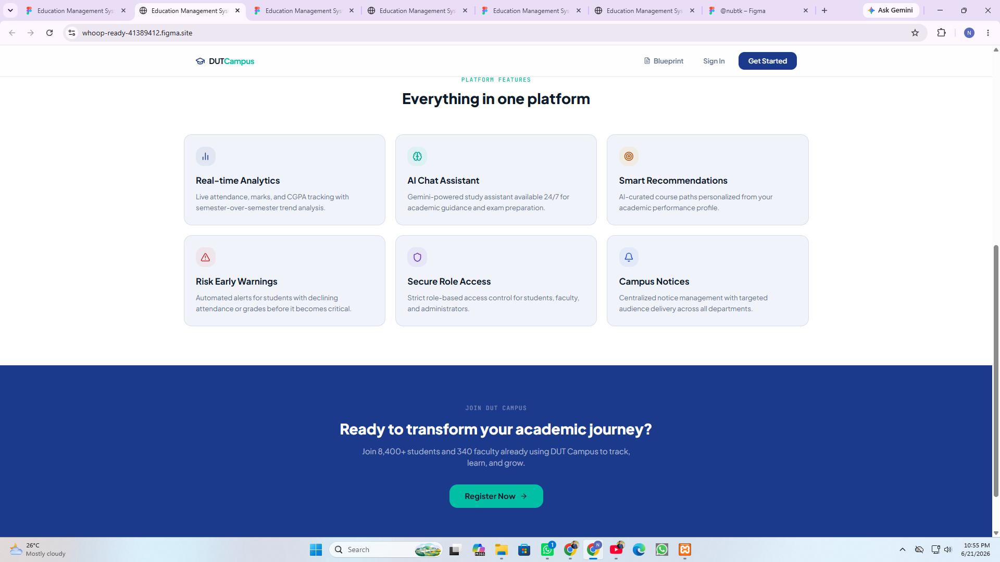 Education Management Sys
Education Management Sys
Education Management Sys
Education Management Sys
Education Management Sys
Education Management Sys
@nubtk – Figma
Ask Gemini
whoop-ready-41389412.figma.site
N
DUTCampus
Blueprint
Sign In
Get Started
PLATFORM FEATURES
Everything in one platform
Real-time Analytics
Live attendance, marks, and CGPA tracking with
semester-over-semester trend analysis.
AI Chat Assistant
Gemini-powered study assistant available 24/7 for
academic guidance and exam preparation.
Smart Recommendations
AI-curated course paths personalized from your
academic performance profile.
Risk Early Warnings
Automated alerts for students with declining
attendance or grades before it becomes critical.
Secure Role Access
Strict role-based access control for students, faculty,
and administrators.
Campus Notices
Centralized notice management with targeted
audience delivery across all departments.
JOIN DUT CAMPUS
Ready to transform your academic journey?
Join 8,400+ students and 340 faculty already using DUT Campus to track,
learn, and grow.
Register Now
26°C
Mostly cloudy
Search
M365
1
N
10:55 PM
6/21/2026